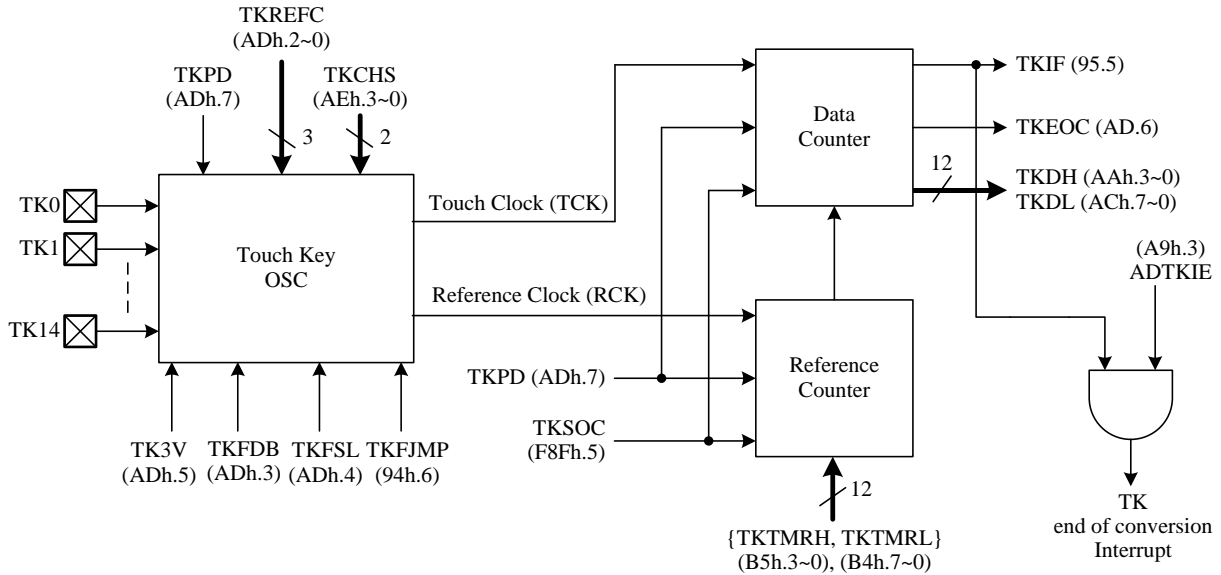 TKREFC
(ADh.2~0)
TKPD
(ADh.7)
TKCHS
(AEh.3~0)
3
2
TK0
TK1
TK14
Touch Key
OSC
Touch Clock (TCK)
Reference Clock (RCK)
TK3V
(ADh.5)
TKFDB
(ADh.3)
TKFSL
(ADh.4)
TKFJMP
(94h.6)
TKPD (ADh.7)
TKSOC
(F8Fh.5)
Data
Counter
Reference
Counter
12
{TKTMRH, TKTMRL}
(B5h.3~0), (B4h.7~0)
TKIF (95.5)
TKEOC (AD.6)
12
TKDH (AAh.3~0)
TKDL (ACh.7~0)
(A9h.3)
ADTKIE
TK
end of conversion
Interrupt